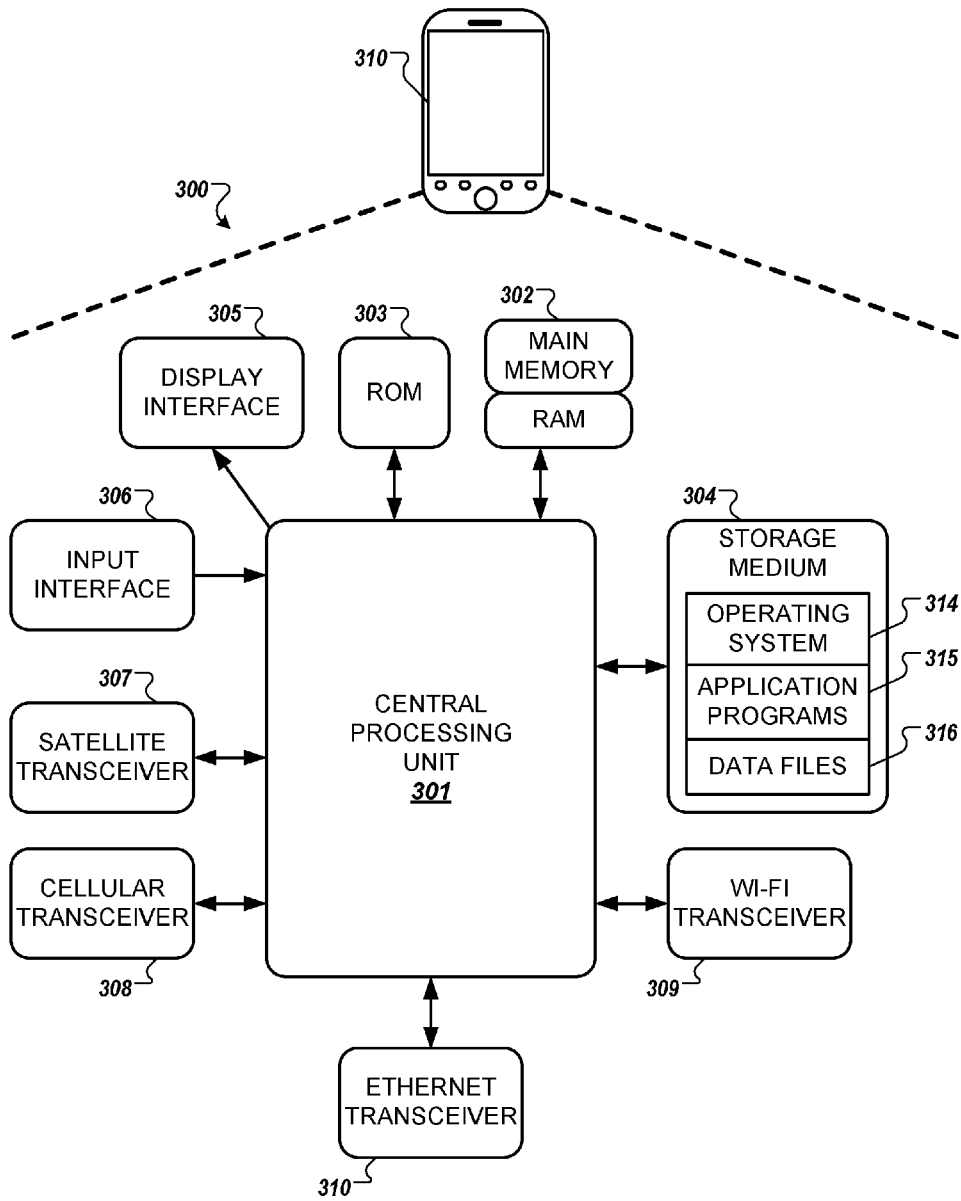 310
300
305
DISPLAY
INTERFACE
303
ROM
302
MAIN
MEMORY
RAM
306
INPUT
INTERFACE
304
STORAGE
MEDIUM
OPERATING
SYSTEM
314
APPLICATION
PROGRAMS
315
DATA FILES
316
307
SATELLITE
TRANSCEIVER
CENTRAL
PROCESSING
UNIT
301
CELLULAR
TRANSCEIVER
308
WI-FI
TRANSCEIVER
309
ETHERNET
TRANSCEIVER
310